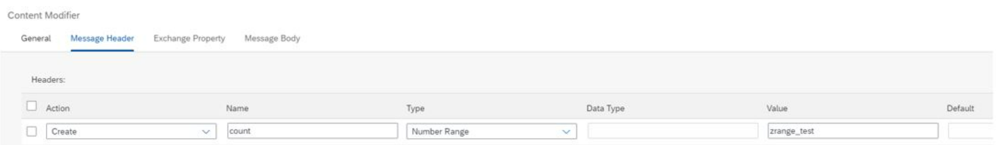 Content Modifier
General Message Header Exchange Property Message Body
Headers:
Action Name Type Data Type Value Default
Create count Number Range zrange_test